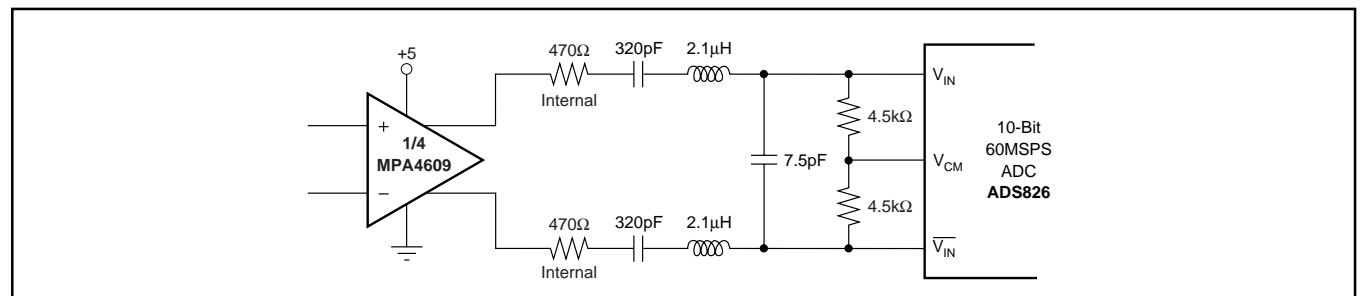 +5
470Ω
320pF
2.1µH
Internal
+
1/4
MPA4609
–
7.5pF
4.5kΩ
4.5kΩ
V_IN
V_CM
V̅_I̅N̅
10-Bit
60MSPS
ADC
ADS826
470Ω
320pF
2.1µH
Internal